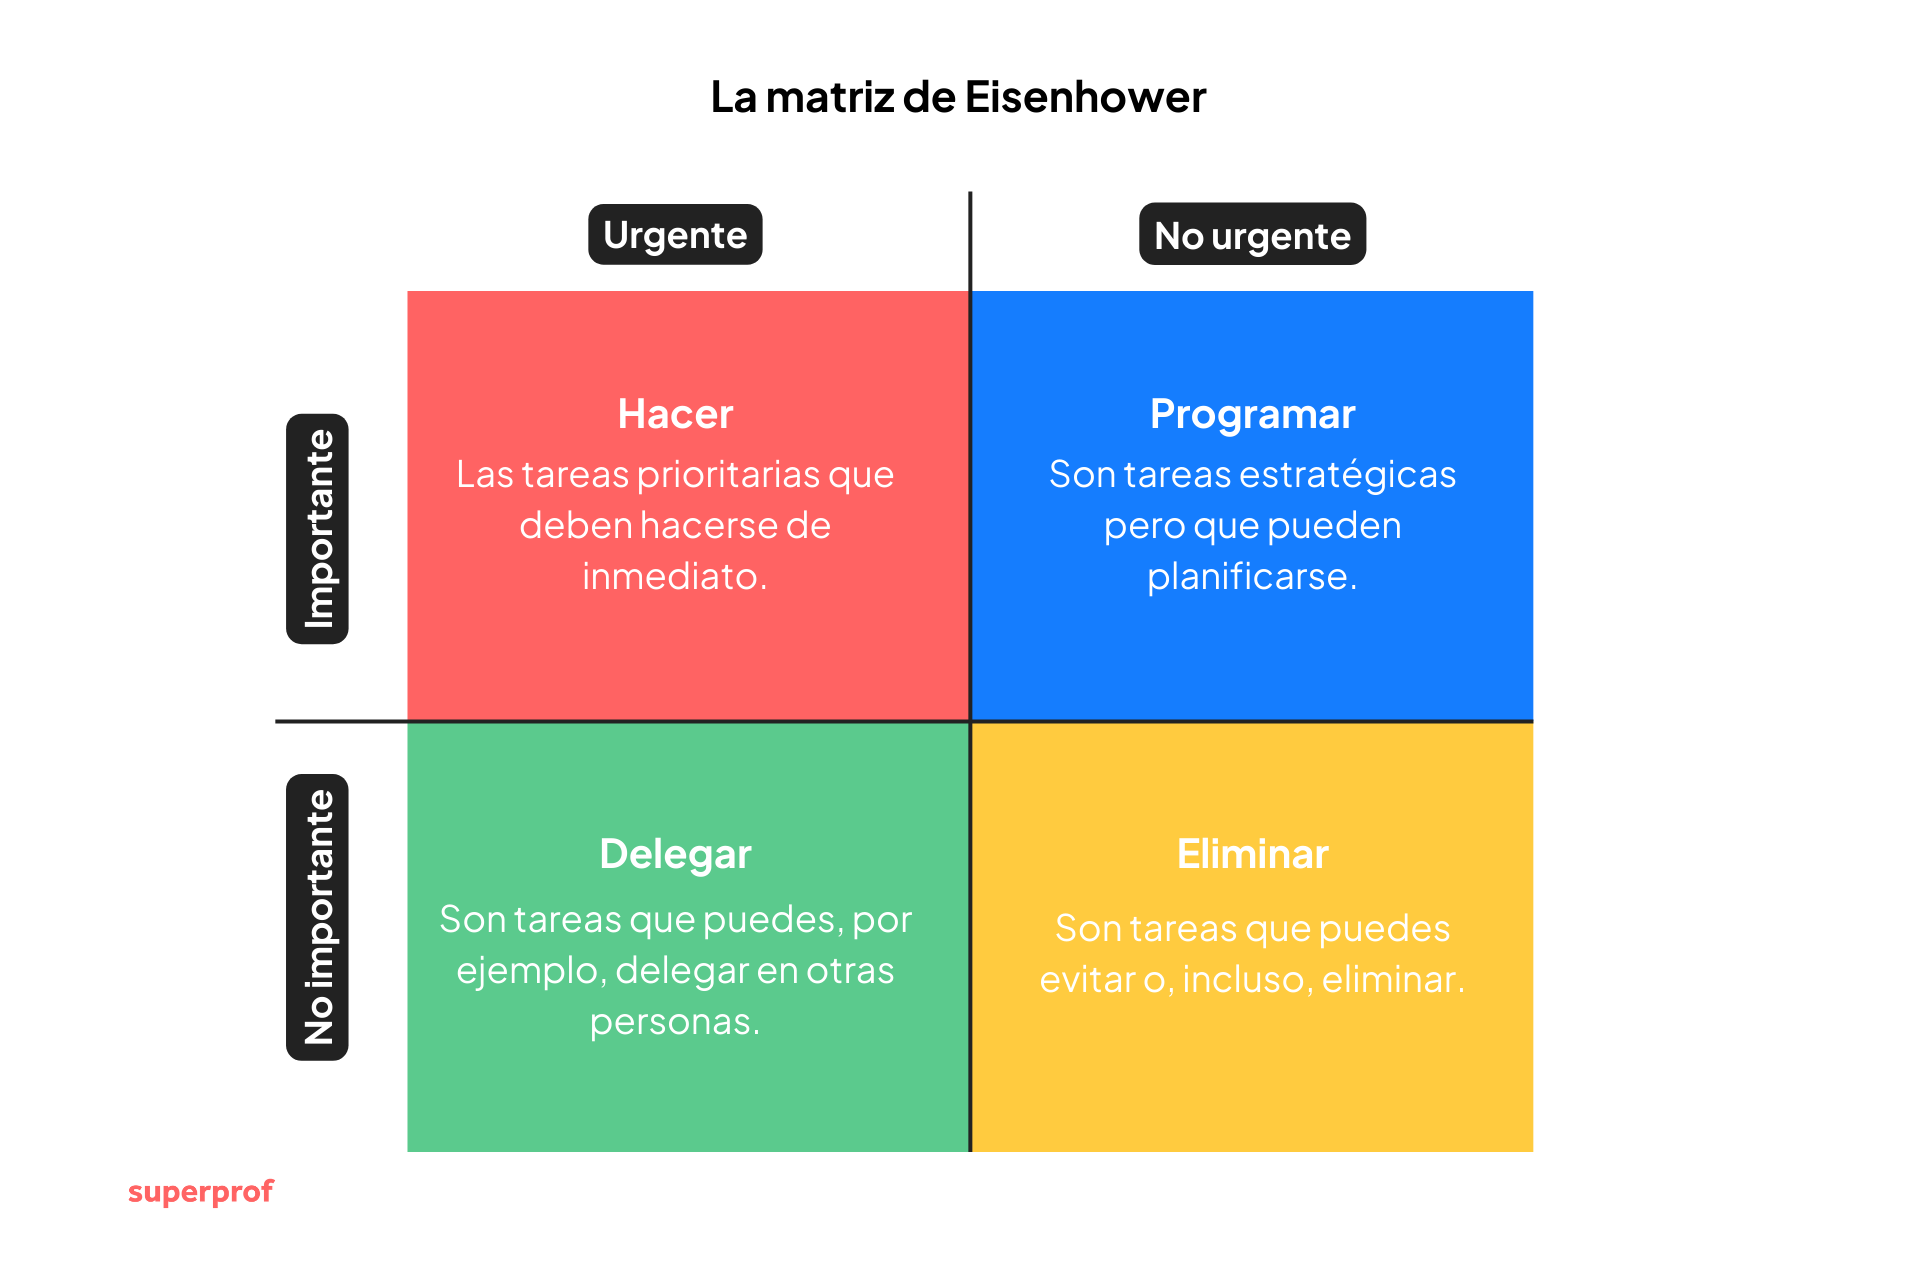 La matriz de Eisenhower
Urgente
No urgente
Importante
Hacer
Las tareas prioritarias que
deben hacerse de
inmediato.
Programar
Son tareas estratégicas
pero que pueden
planificarse.
No importante
Delegar
Son tareas que puedes, por
ejemplo, delegar en otras
personas.
Eliminar
Son tareas que puedes
evitar o, incluso, eliminar.
superprof